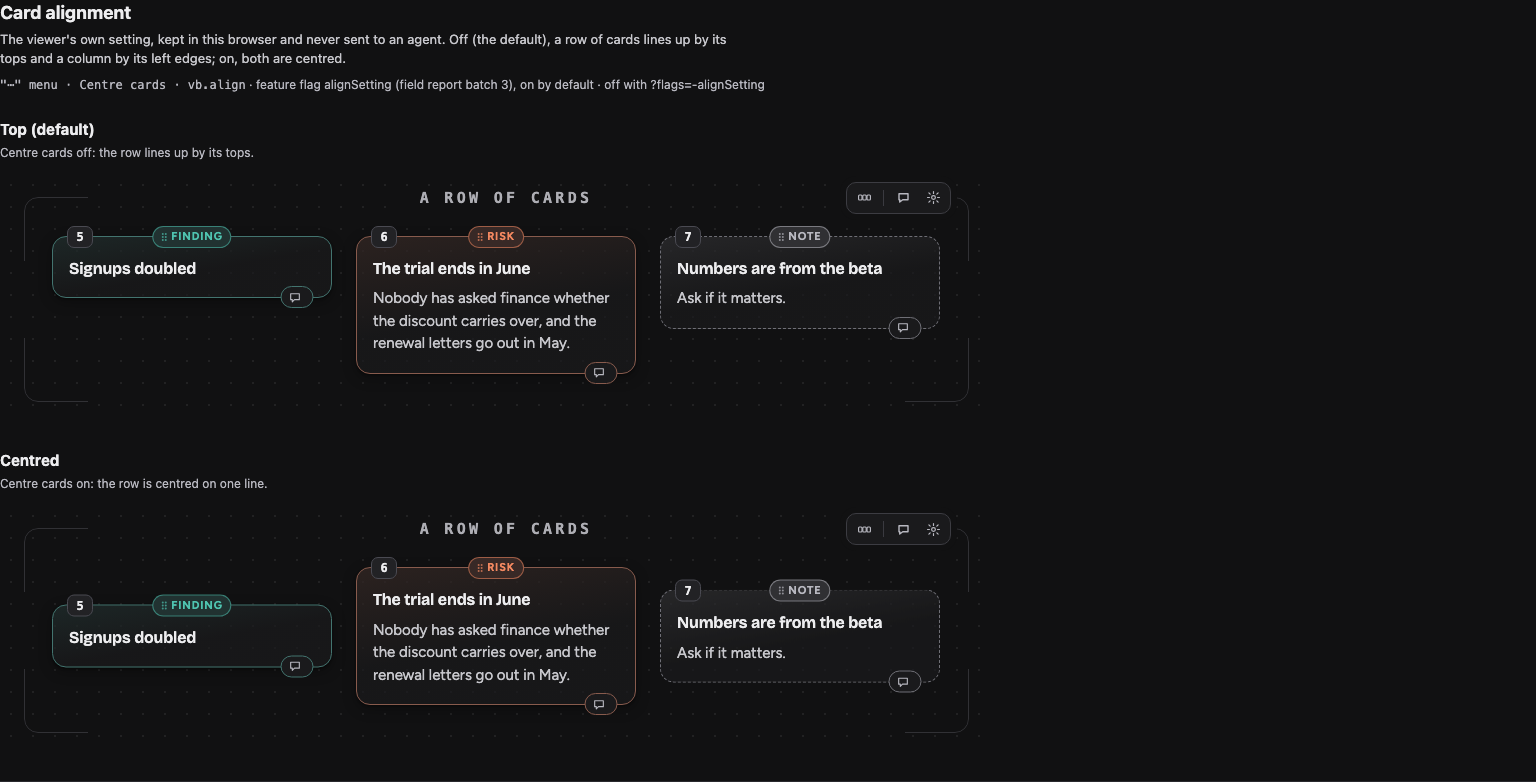 Card alignment
The viewer's own setting, kept in this browser and never sent to an agent. Off (the default), a row of cards lines up by its
tops and a column by its left edges; on, both are centred.
"⋯" menu · Centre cards · vb.align · feature flag alignSetting (field report batch 3), on by default · off with ?flags=-alignSetting
Top (default)
Centre cards off: the row lines up by its tops.
A ROW OF CARDS
5 FINDING
Signups doubled
6 RISK
The trial ends in June
Nobody has asked finance whether
the discount carries over, and the
renewal letters go out in May.
7 NOTE
Numbers are from the beta
Ask if it matters.
Centred
Centre cards on: the row is centred on one line.
A ROW OF CARDS
5 FINDING
Signups doubled
6 RISK
The trial ends in June
Nobody has asked finance whether
the discount carries over, and the
renewal letters go out in May.
7 NOTE
Numbers are from the beta
Ask if it matters.